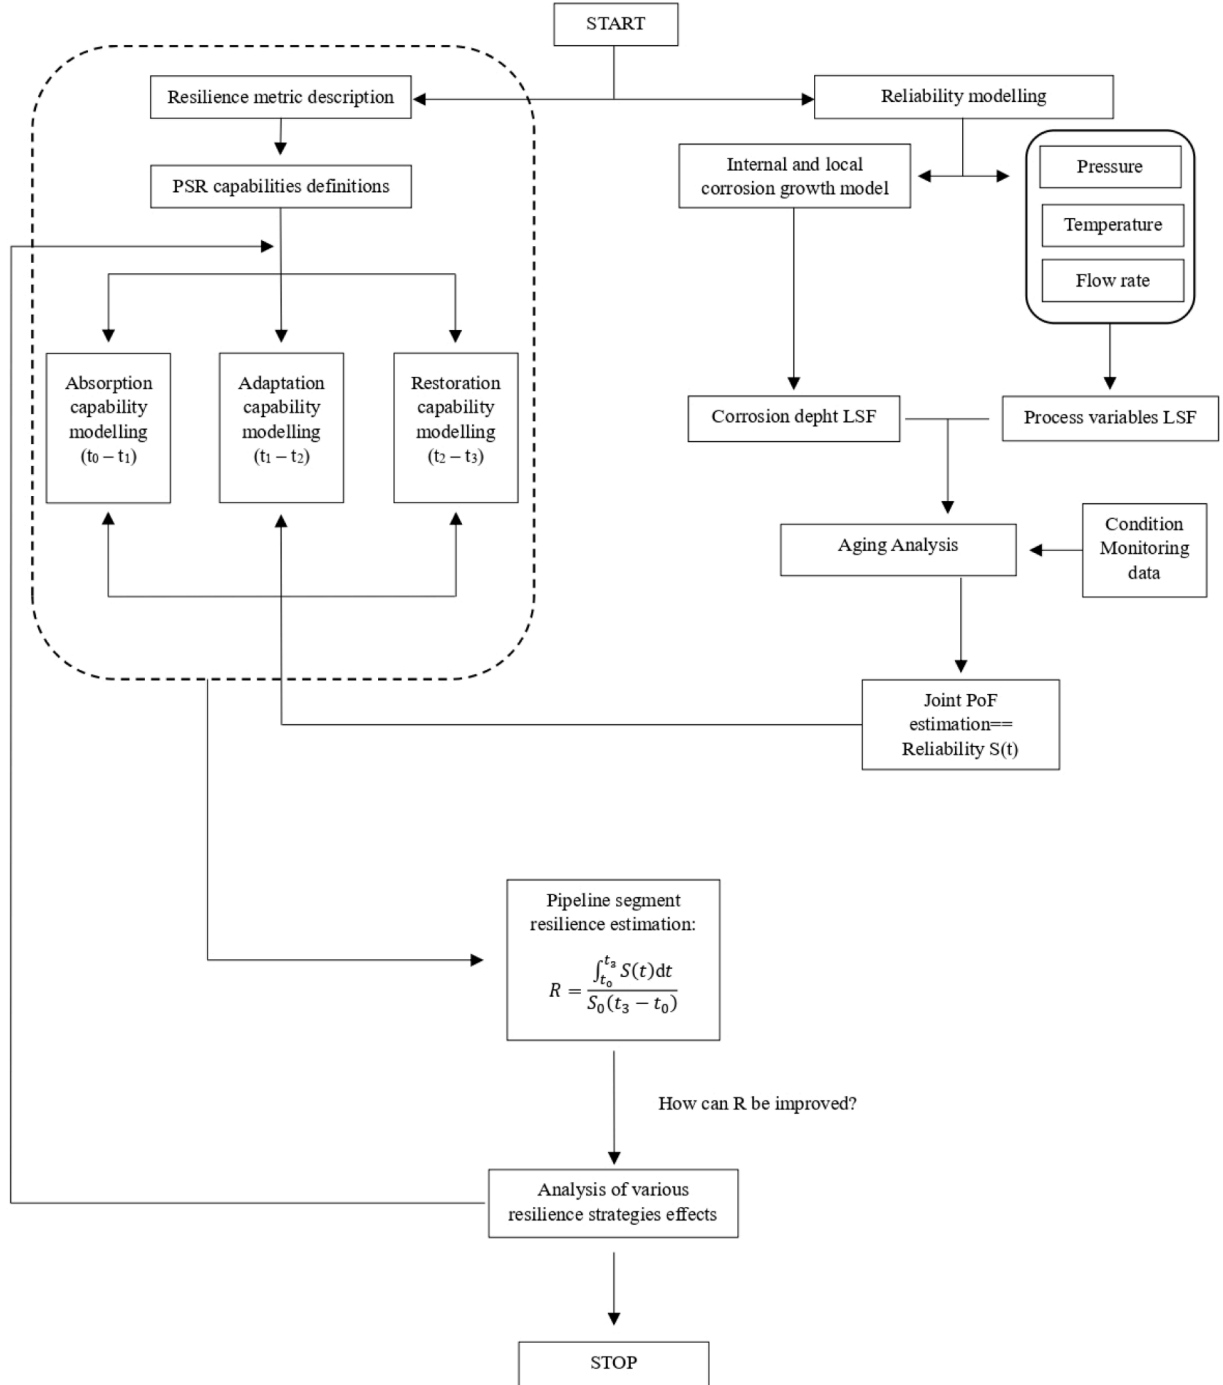 START
Resilience metric description
Reliability modelling
PSR capabilities definitions
Internal and local
corrosion growth model
Pressure
Temperature
Flow rate
Absorption
capability
modelling
(t₀ – t₁)
Adaptation
capability
modelling
(t₁ – t₂)
Restoration
capability
modelling
(t₂ – t₃)
Corrosion depht LSF
Process variables LSF
Aging Analysis
Condition
Monitoring
data
Joint PoF
estimation==
Reliability S(t)
Pipeline segment
resilience estimation:
R = ∫_{t₀}^{t₃} S(t)dt / S₀(t₃ − t₀)
How can R be improved?
Analysis of various
resilience strategies effects
STOP